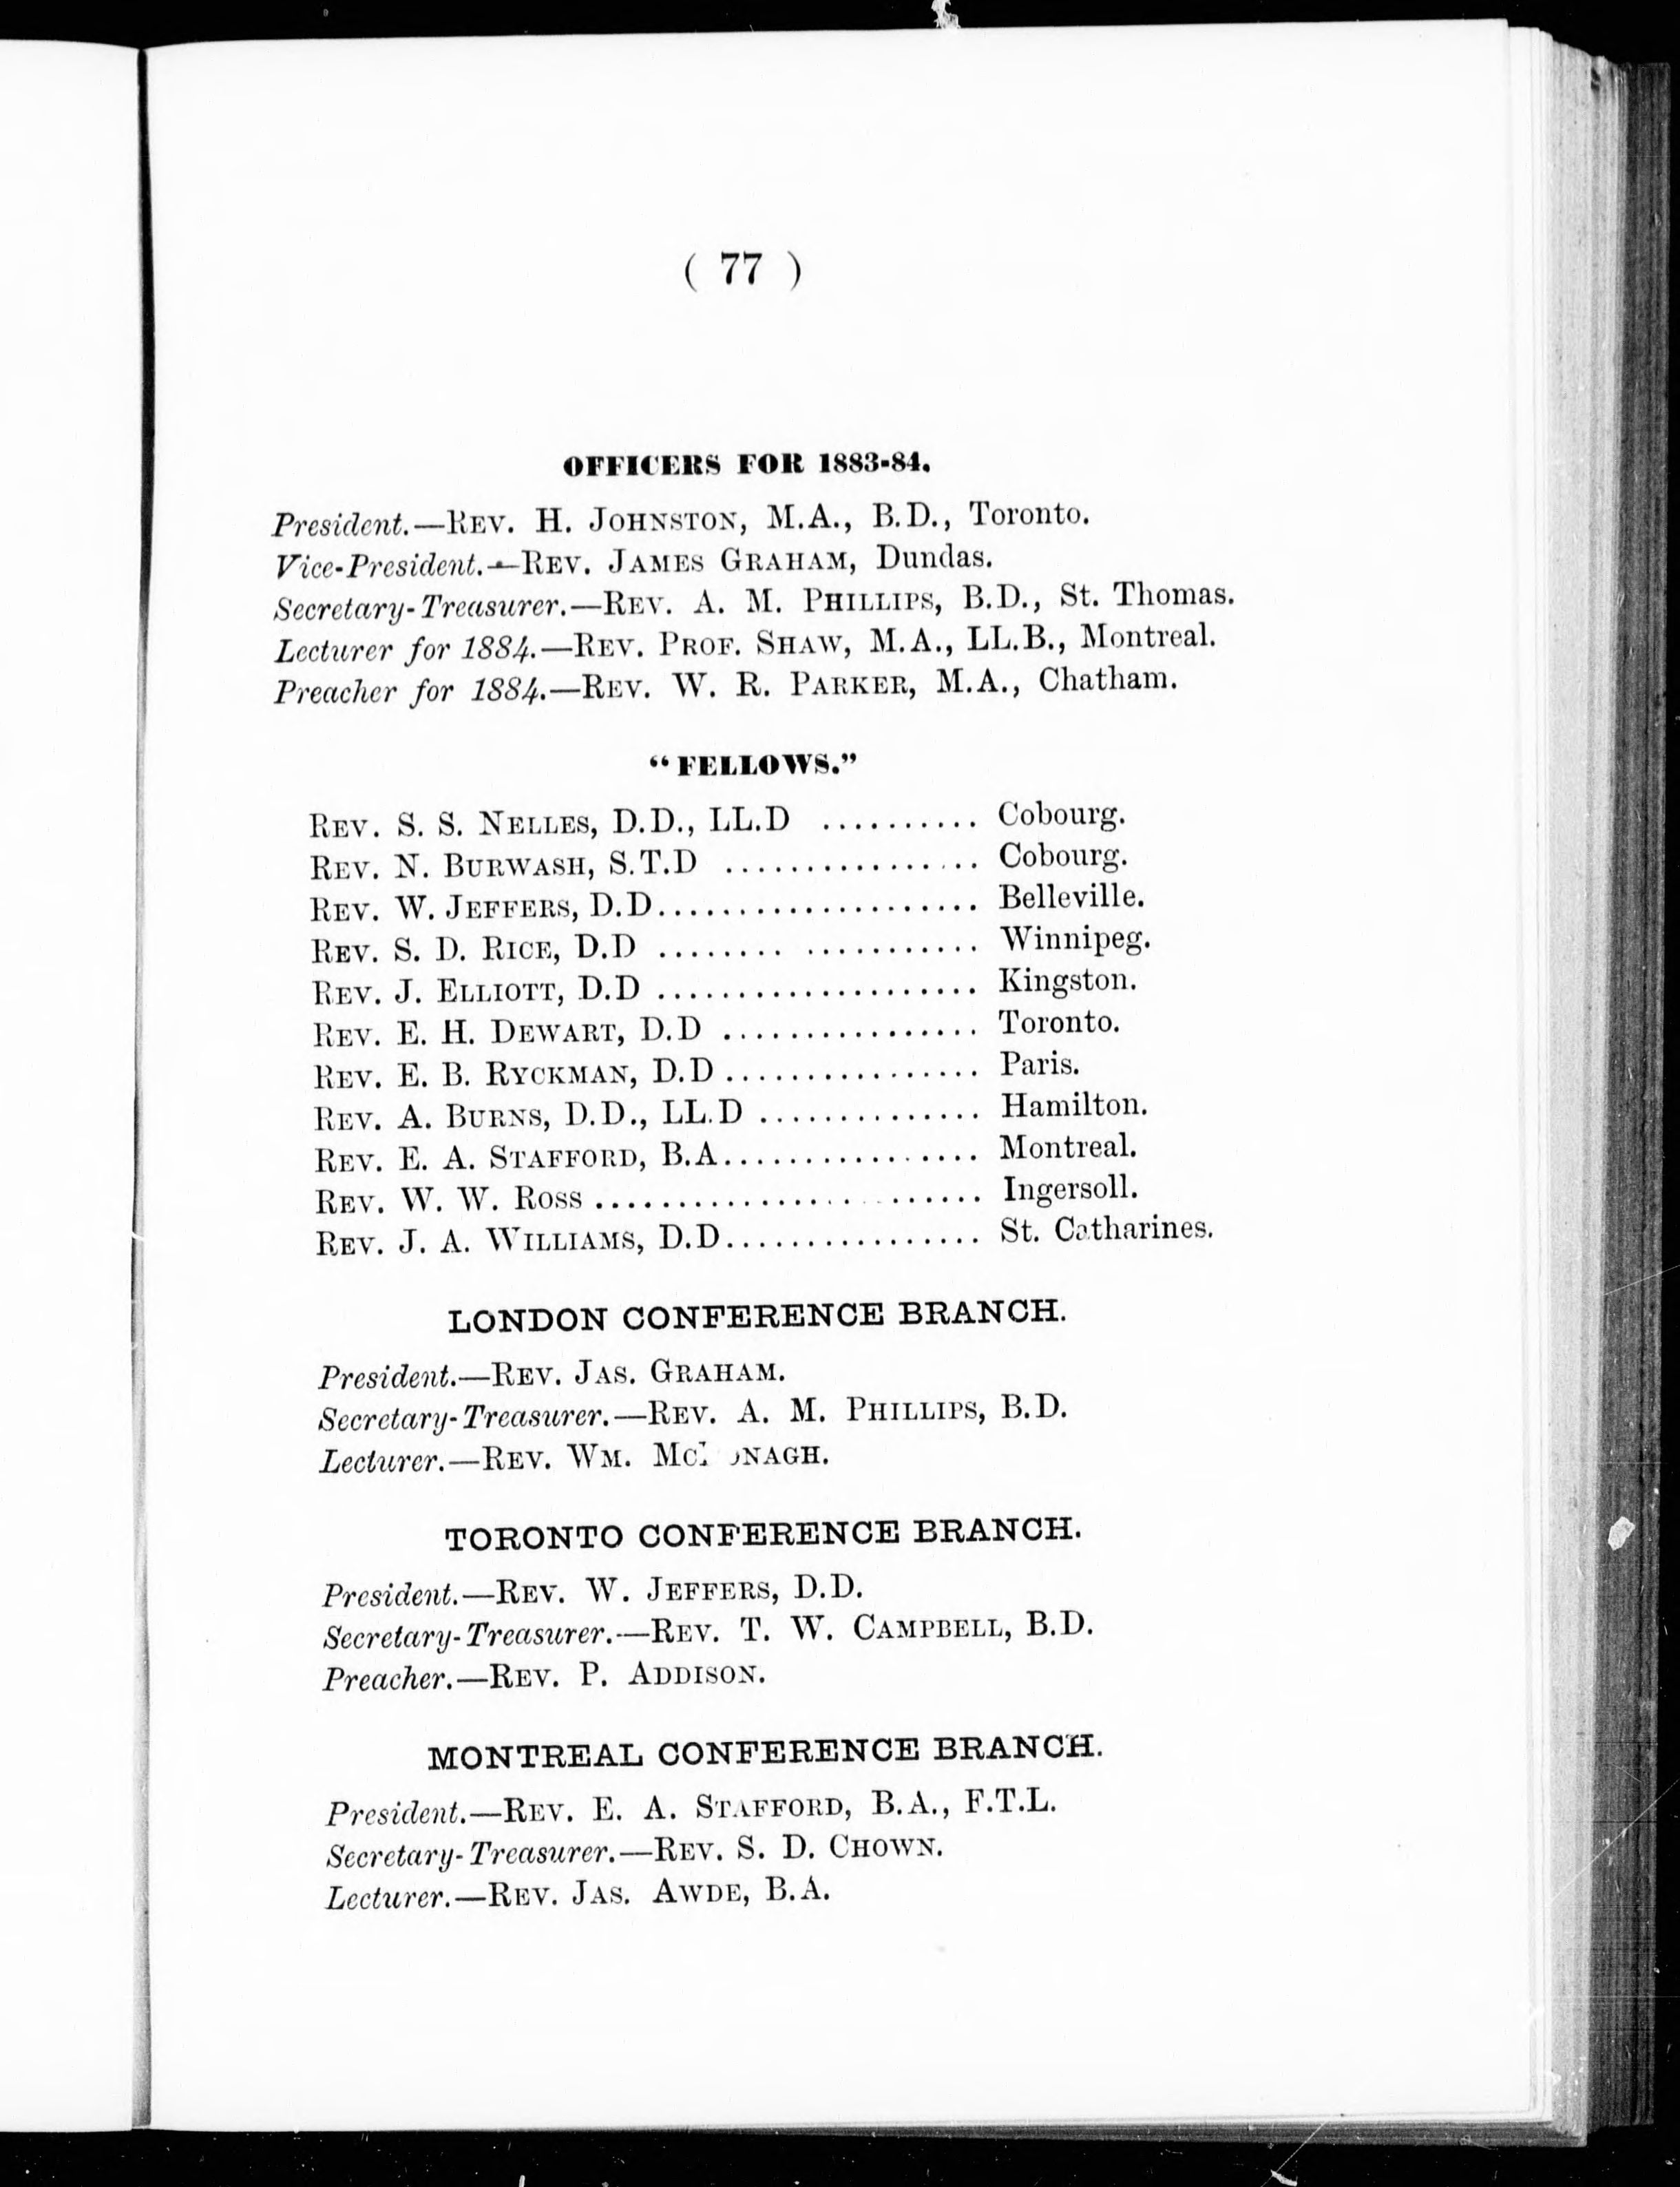 ( 77 )
OFFICERS FOR 1883-84.
President.—REV. H. JOHNSTON, M.A., B.D., Toronto.
Vice-President.—REV. JAMES GRAHAM, Dundas.
Secretary-Treasurer.—REV. A. M. PHILLIPS, B.D., St. Thomas.
Lecturer for 1884.—REV. PROF. SHAW, M.A., LL.B., Montreal.
Preacher for 1884.—REV. W. R. PARKER, M.A., Chatham.
"FELLOWS."
REV. S. S. NELLES, D.D., LL.D .......... Cobourg.
REV. N. BURWASH, S.T.D ................ Cobourg.
REV. W. JEFFERS, D.D..................... Belleville.
REV. S. D. RICE, D.D ........ ........... Winnipeg.
REV. J. ELLIOTT, D.D ..................... Kingston.
REV. E. H. DEWART, D.D ................. Toronto.
REV. E. B. RYCKMAN, D.D ................ Paris.
REV. A. BURNS, D.D., LL.D .............. Hamilton.
REV. E. A. STAFFORD, B.A................. Montreal.
REV. W. W. ROSS ......................... Ingersoll.
REV. J. A. WILLIAMS, D.D................. St. Catharines.
LONDON CONFERENCE BRANCH.
President.—REV. JAS. GRAHAM.
Secretary-Treasurer.—REV. A. M. PHILLIPS, B.D.
Lecturer.—REV. WM.
TORONTO CONFERENCE BRANCH.
President.—REV. W. JEFFERS, D.D.
Secretary-Treasurer.—REV. T. W. CAMPBELL, B.D.
Preacher.—REV. P. ADDISON.
MONTREAL CONFERENCE BRANCH.
President.—REV. E. A. STAFFORD, B.A., F.T.L.
Secretary-Treasurer.—REV. S. D. CHOWN.
Lecturer.—REV. JAS. AWDE, B.A.